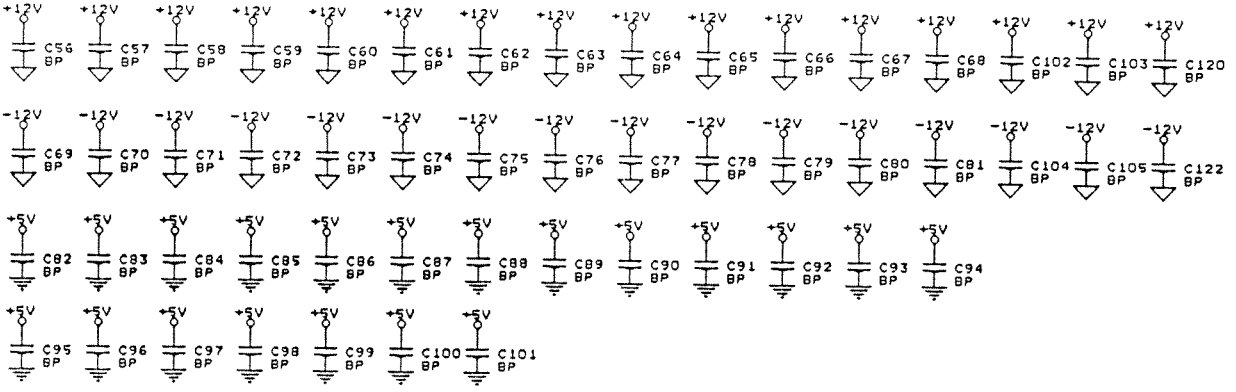 +12V +12V +12V +12V +12V +12V +12V +12V +12V +12V +12V +12V +12V +12V +12V +12V
C56 C57 C58 C59 C60 C61 C62 C63 C64 C65 C66 C67 C68 C102 C103 C120
BP BP BP BP BP BP BP BP BP BP BP BP BP BP BP BP
-12V -12V -12V -12V -12V -12V -12V -12V -12V -12V -12V -12V -12V -12V -12V -12V
C69 C70 C71 C72 C73 C74 C75 C76 C77 C78 C79 C80 C81 C104 C105 C122
BP BP BP BP BP BP BP BP BP BP BP BP BP BP BP BP
+5V +5V +5V +5V +5V +5V +5V +5V +5V +5V +5V +5V +5V
C82 C83 C84 C85 C86 C87 C88 C89 C90 C91 C92 C93 C94
BP BP BP BP BP BP BP BP BP BP BP BP BP
+5V +5V +5V +5V +5V +5V +5V
C95 C96 C97 C98 C99 C100 C101
BP BP BP BP BP BP BP